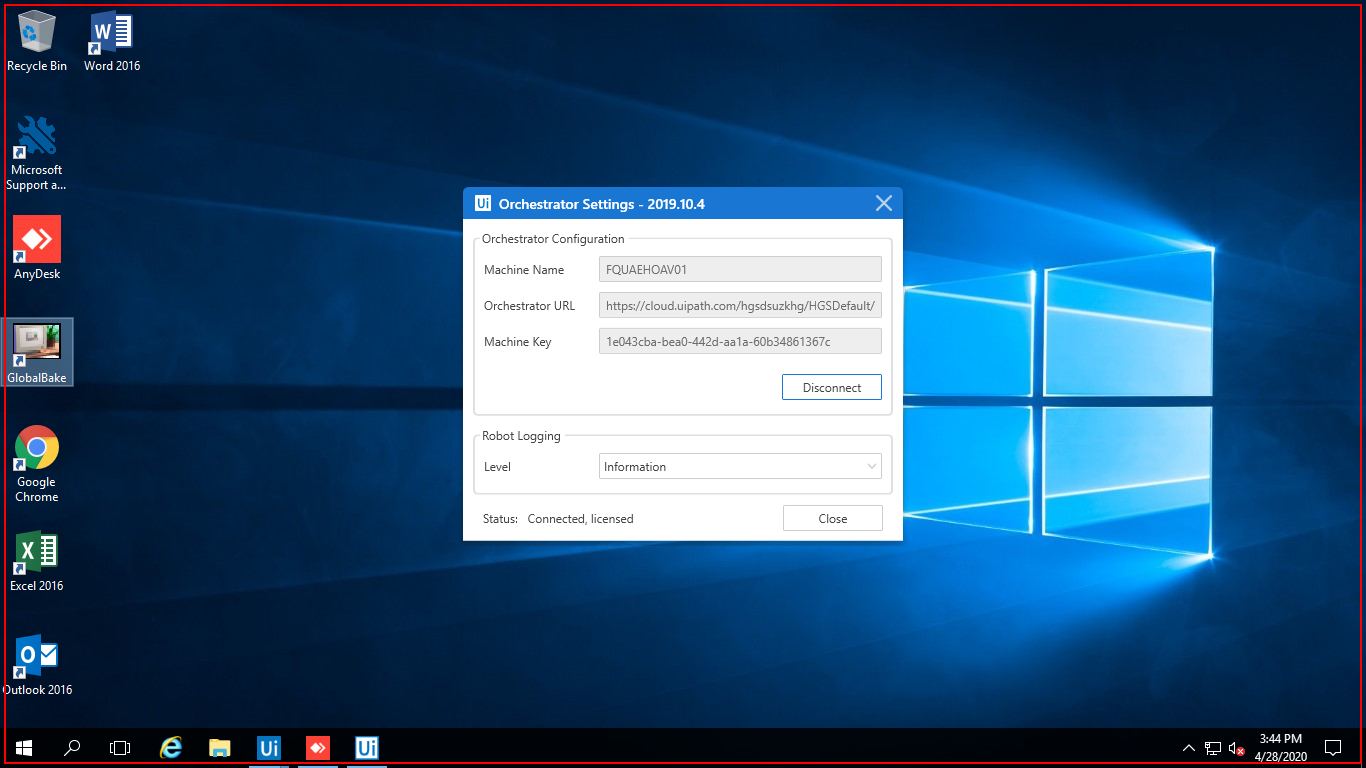 Recycle Bin
Word 2016
Microsoft
Support a...
AnyDesk
GlobalBake
Google
Chrome
Excel 2016
Outlook 2016
Ui Orchestrator Settings - 2019.10.4
Orchestrator Configuration
Machine Name FQUAEHOAV01
Orchestrator URL https://cloud.uipath.com/hgsdsuzkhg/HGSDefault/
Machine Key 1e043cba-bea0-442d-aa1a-60b34861367c
Disconnect
Robot Logging
Level Information
Status: Connected, licensed
Close
Ui
Ui
3:44 PM
4/28/2020